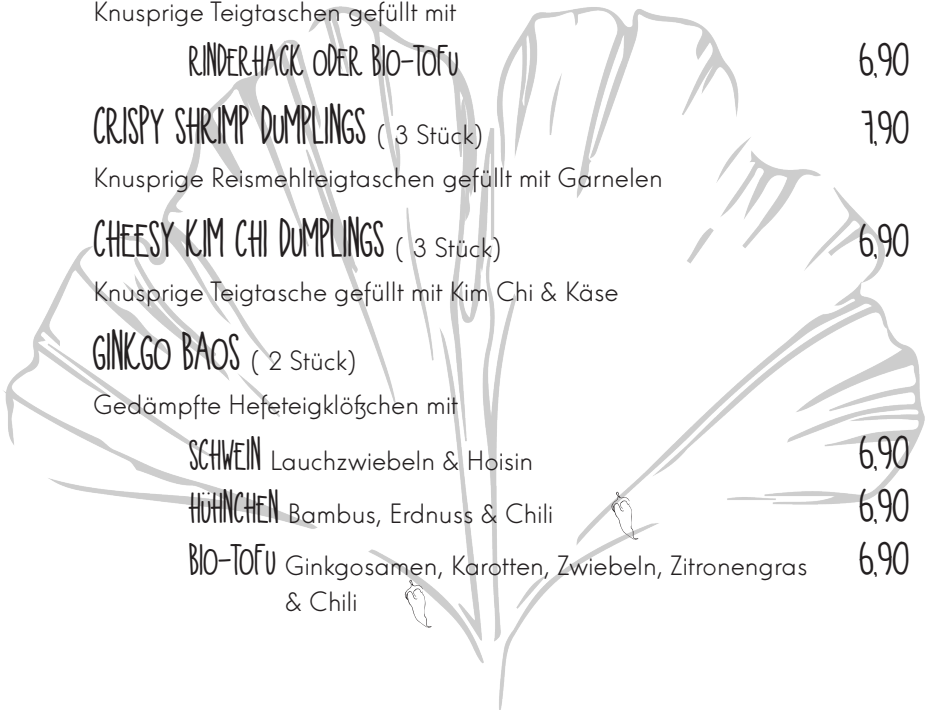 Knusprige Teigtaschen gefüllt mit
RINDERHACK ODER BIO-TOFU 6,90
CRISPY SHRIMP DUMPLINGS ( 3 Stück) 7,90
Knusprige Reismehlteigtaschen gefüllt mit Garnelen
CHEESY KIM CHI DUMPLINGS ( 3 Stück) 6,90
Knusprige Teigtasche gefüllt mit Kim Chi & Käse
GINKGO BAOS ( 2 Stück)
Gedämpfte Hefeteigklößchen mit
SCHWEIN Lauchzwiebeln & Hoisin 6,90
HÜHNCHEN Bambus, Erdnuss & Chili 6,90
BIO-TOFU Ginkgosamen, Karotten, Zwiebeln, Zitronengras 6,90
& Chili